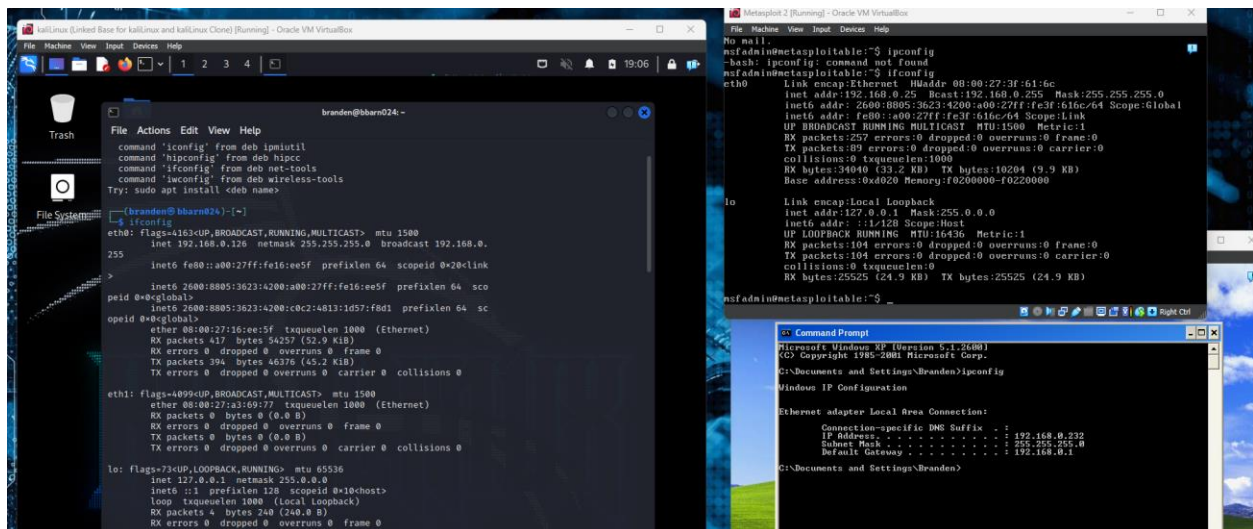 kaliLinux (Linked Base for kaliLinux and kaliLinux Clone) [Running] - Oracle VM VirtualBox
File Machine View Input Devices Help
1 2 3 4
19:06
Trash
File System
branden@bbarn024: ~
File Actions Edit View Help
command 'iconfig' from deb ipmiutil
command 'hipconfig' from deb hipcc
command 'ifconfig' from deb net-tools
command 'iwconfig' from deb wireless-tools
Try: sudo apt install <deb name>
(branden㉿bbarn024)-[~]
$ ifconfig
eth0: flags=4163<UP,BROADCAST,RUNNING,MULTICAST> mtu 1500
inet 192.168.0.126 netmask 255.255.255.0 broadcast 192.168.0.
255
inet6 fe80::a00:27ff:fe16:ee5f prefixlen 64 scopeid 0×20<link
>
inet6 2600:8805:3623:4200:a00:27ff:fe16:ee5f prefixlen 64 sco
peid 0×0<global>
inet6 2600:8805:3623:4200:c0c2:4813:1d57:f8d1 prefixlen 64 sc
opeid 0×0<global>
ether 08:00:27:16:ee:5f txqueuelen 1000 (Ethernet)
RX packets 417 bytes 54257 (52.9 KiB)
RX errors 0 dropped 0 overruns 0 frame 0
TX packets 394 bytes 46376 (45.2 KiB)
TX errors 0 dropped 0 overruns 0 carrier 0 collisions 0
eth1: flags=4099<UP,BROADCAST,MULTICAST> mtu 1500
ether 08:00:27:a3:69:77 txqueuelen 1000 (Ethernet)
RX packets 0 bytes 0 (0.0 B)
RX errors 0 dropped 0 overruns 0 frame 0
TX packets 0 bytes 0 (0.0 B)
TX errors 0 dropped 0 overruns 0 carrier 0 collisions 0
lo: flags=73<UP,LOOPBACK,RUNNING> mtu 65536
inet 127.0.0.1 netmask 255.0.0.0
inet6 ::1 prefixlen 128 scopeid 0×10<host>
loop txqueuelen 1000 (Local Loopback)
RX packets 4 bytes 240 (240.0 B)
RX errors 0 dropped 0 overruns 0 frame 0
Metasploit 2 [Running] - Oracle VM VirtualBox
File Machine View Input Devices Help
No mail.
msfadmin@metasploitable:~$ ipconfig
-bash: ipconfig: command not found
msfadmin@metasploitable:~$ ifconfig
eth0 Link encap:Ethernet HWaddr 08:00:27:3f:61:6c
inet addr:192.168.0.25 Bcast:192.168.0.255 Mask:255.255.255.0
inet6 addr: 2600:8805:3623:4200:a00:27ff:fe3f:616c/64 Scope:Global
inet6 addr: fe80::a00:27ff:fe3f:616c/64 Scope:Link
UP BROADCAST RUNNING MULTICAST MTU:1500 Metric:1
RX packets:257 errors:0 dropped:0 overruns:0 frame:0
TX packets:89 errors:0 dropped:0 overruns:0 carrier:0
collisions:0 txqueuelen:1000
RX bytes:34040 (33.2 KB) TX bytes:10204 (9.9 KB)
Base address:0xd020 Memory:f0200000-f0220000
lo Link encap:Local Loopback
inet addr:127.0.0.1 Mask:255.0.0.0
inet6 addr: ::1/128 Scope:Host
UP LOOPBACK RUNNING MTU:16436 Metric:1
RX packets:104 errors:0 dropped:0 overruns:0 frame:0
TX packets:104 errors:0 dropped:0 overruns:0 carrier:0
collisions:0 txqueuelen:0
RX bytes:25525 (24.9 KB) TX bytes:25525 (24.9 KB)
msfadmin@metasploitable:~$ _
Right Ctrl
Command Prompt
Microsoft Windows XP [Version 5.1.2600]
(C) Copyright 1985-2001 Microsoft Corp.
C:\Documents and Settings\Branden>ipconfig
Windows IP Configuration
Ethernet adapter Local Area Connection:
Connection-specific DNS Suffix . :
IP Address. . . . . . . . . . . . : 192.168.0.232
Subnet Mask . . . . . . . . . . . : 255.255.255.0
Default Gateway . . . . . . . . . : 192.168.0.1
C:\Documents and Settings\Branden>